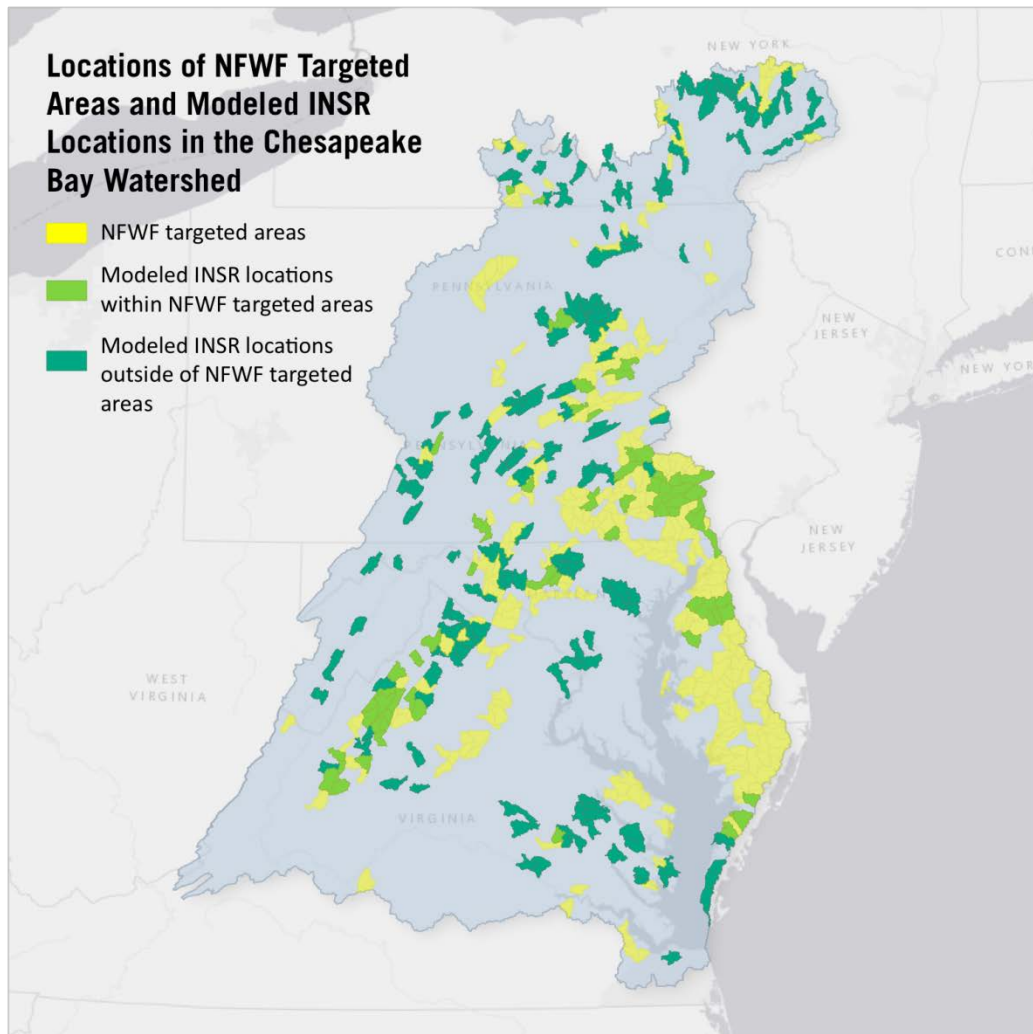 NEW YORK
Locations of NFWF Targeted
Areas and Modeled INSR
Locations in the Chesapeake
Bay Watershed
NFWF targeted areas
Modeled INSR locations
within NFWF targeted areas
Modeled INSR locations
outside of NFWF targeted
areas
CON
PENNSYLVANIA
NEW
JERSEY
NEW YOR
PENNSYLVANIA
NEW
JERSEY
WEST
VIRGINIA
VIRGINIA